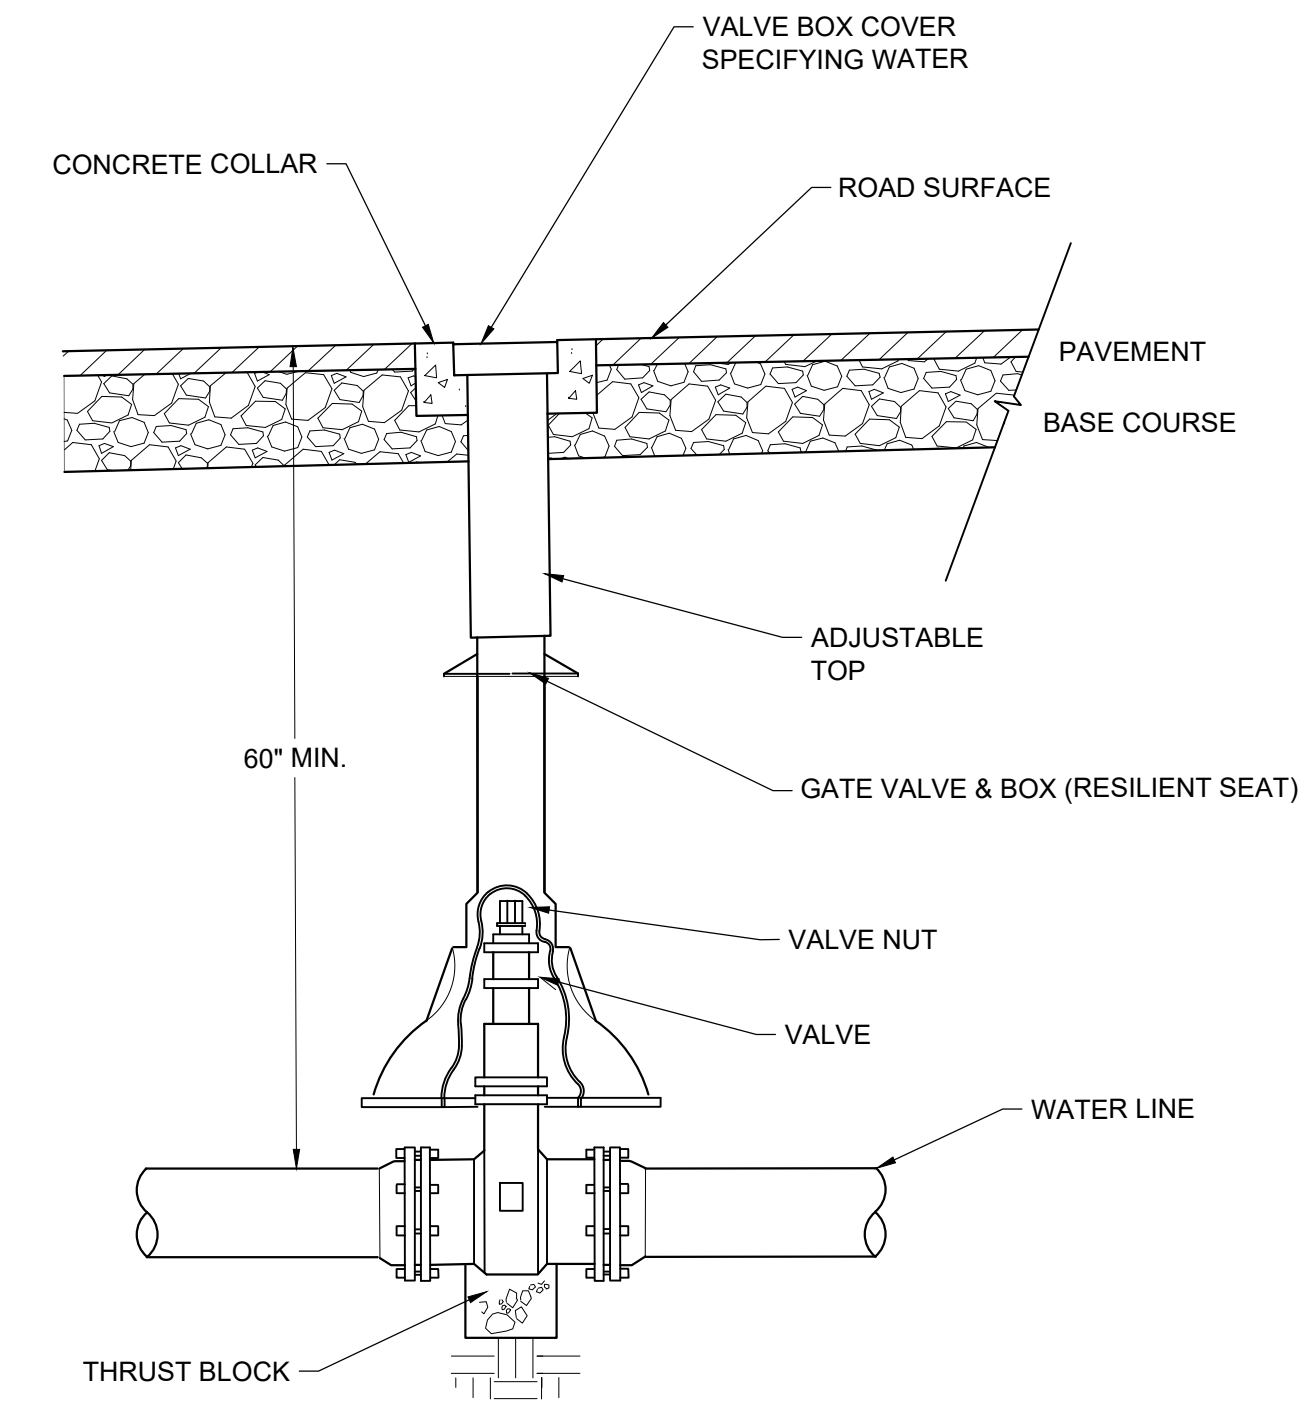 VALVE BOX COVER
SPECIFYING WATER
CONCRETE COLLAR
ROAD SURFACE
PAVEMENT
BASE COURSE
ADJUSTABLE
TOP
60" MIN.
GATE VALVE & BOX (RESILIENT SEAT)
VALVE NUT
VALVE
WATER LINE
THRUST BLOCK